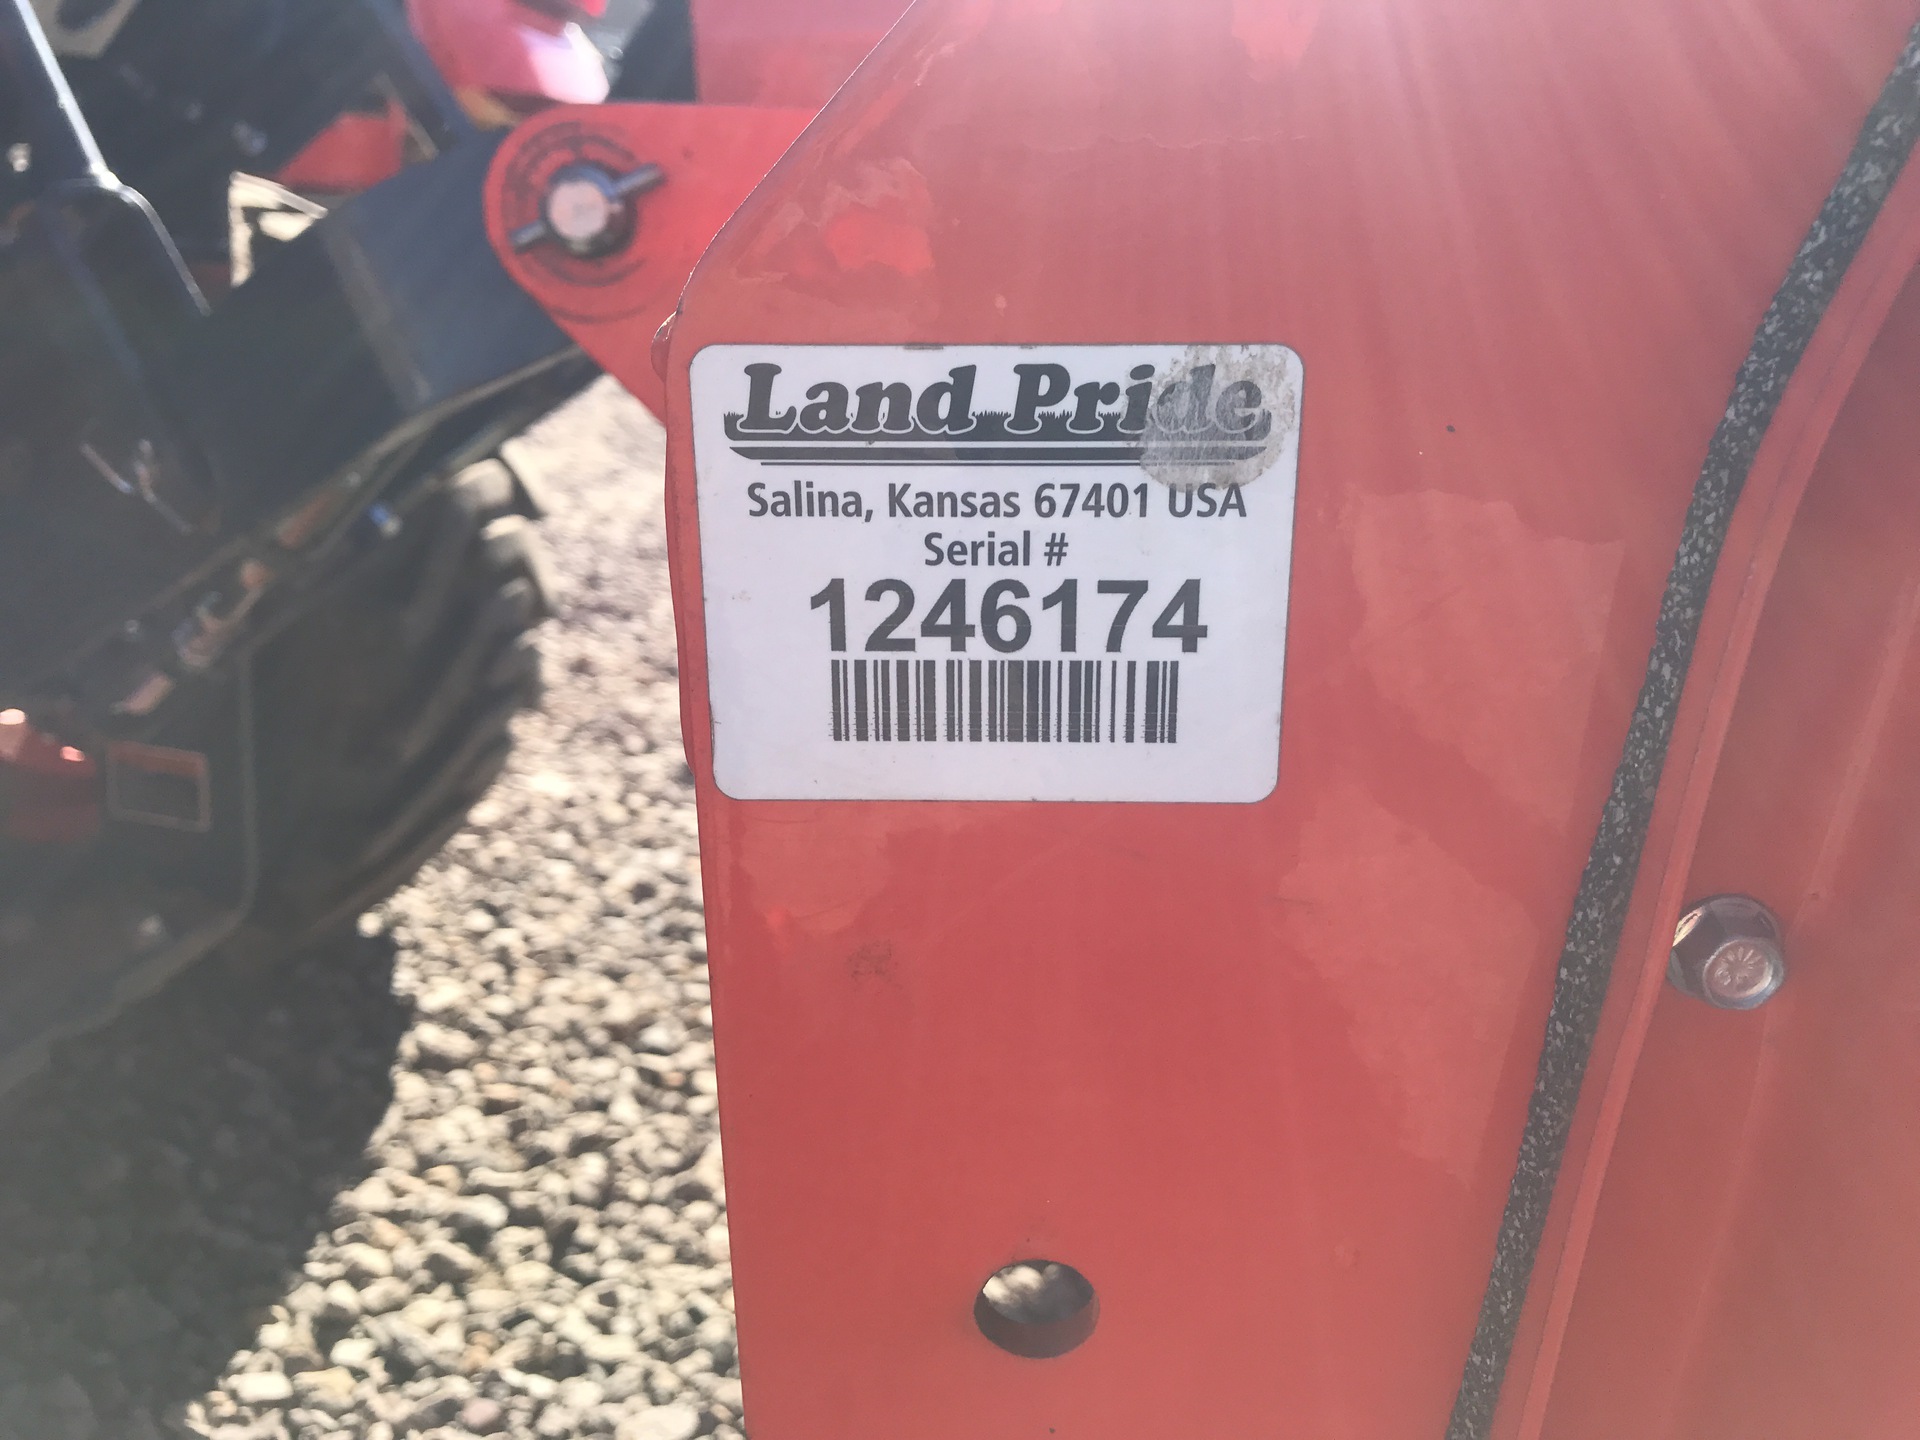 Land Pride
Salina, Kansas 67401 USA
Serial #
1246174